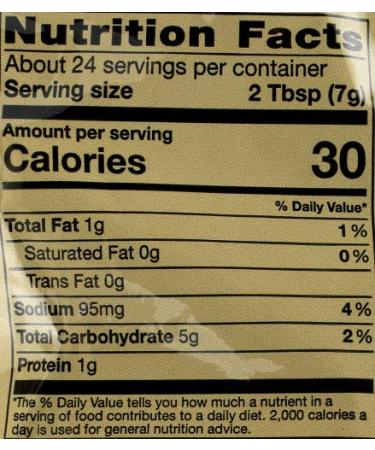 Nutrition Facts
About 24 servings per container
Serving size 2 Tbsp (7g)
Amount per serving
Calories 30
% Daily Value*
Total Fat 1g 1%
Saturated Fat 0g 0%
Trans Fat 0g
Sodium 95mg 4%
Total Carbohydrate 5g 2%
Protein 1g
*The % Daily Value tells you how much a nutrient in a
serving of food contributes to a daily diet. 2,000 calories a
day is used for general nutrition advice.